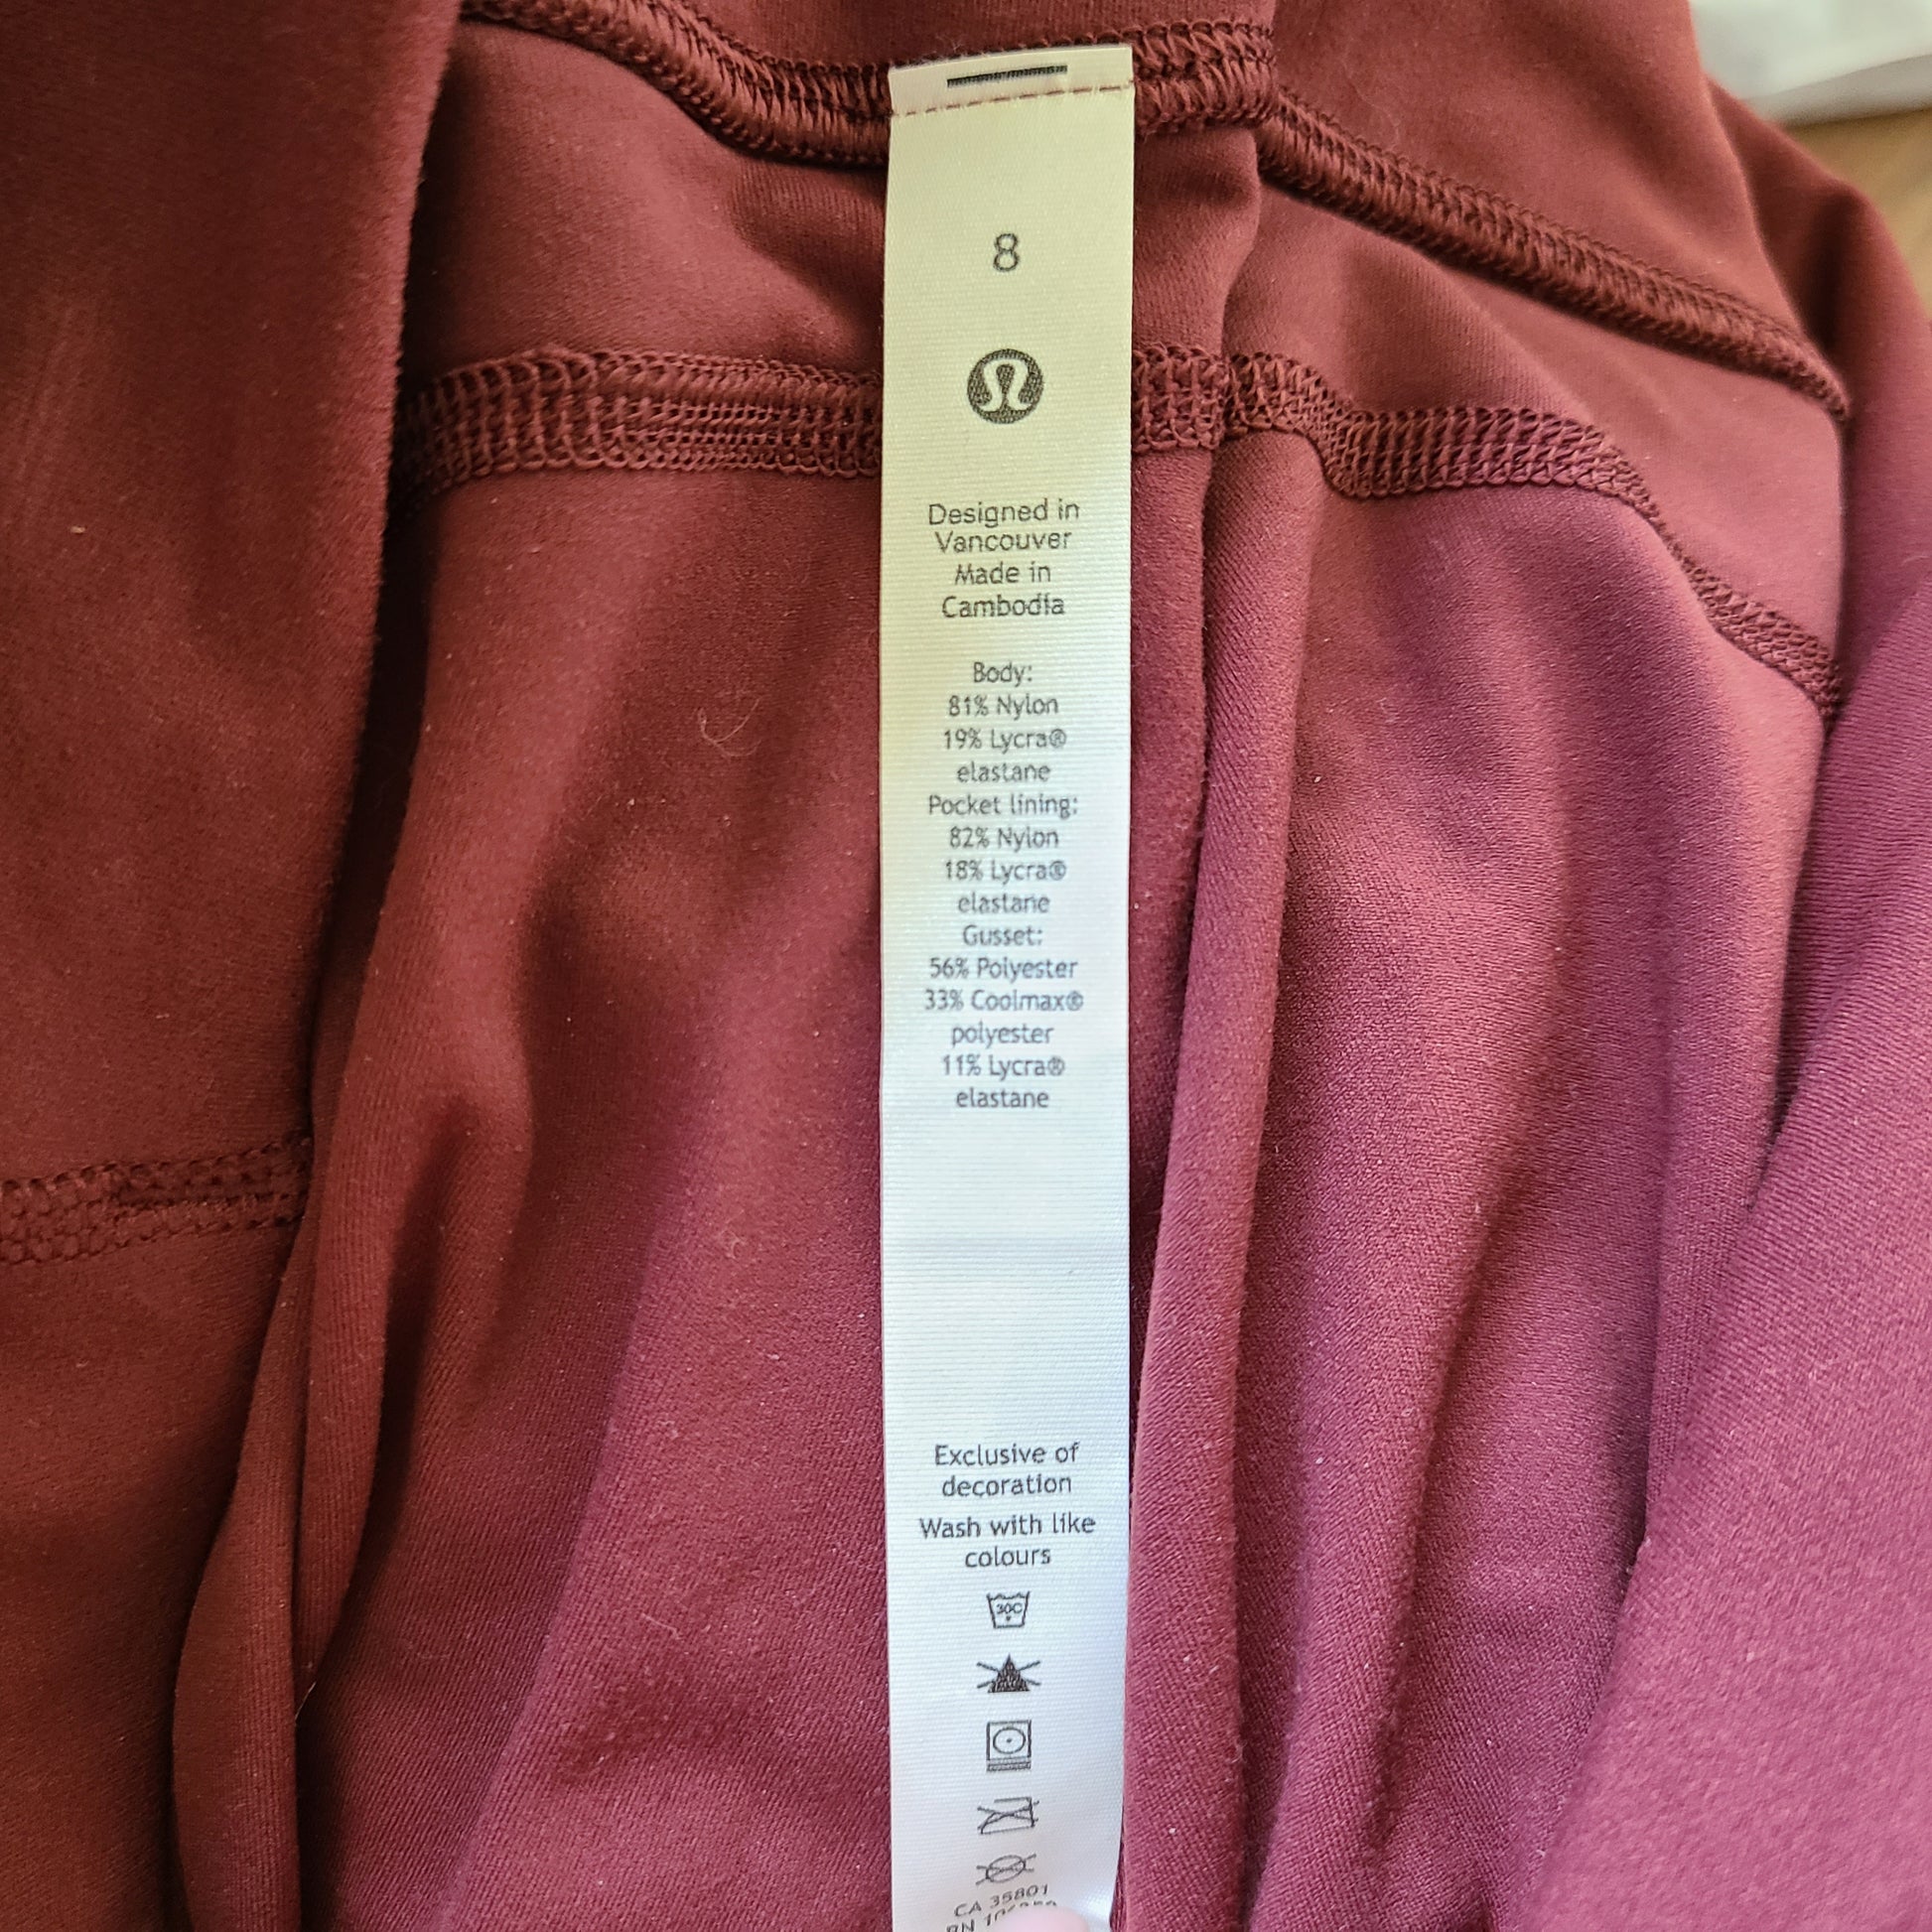 8
Designed in
Vancouver
Made in
Cambodia
Body:
81% Nylon
19% Lycra®
elastane
Pocket lining:
82% Nylon
18% Lycra®
elastane
Gusset:
56% Polyester
33% Coolmax®
polyester
11% Lycra®
elastane
Exclusive of
decoration
Wash with like
colours
30C
CA 35801
RN